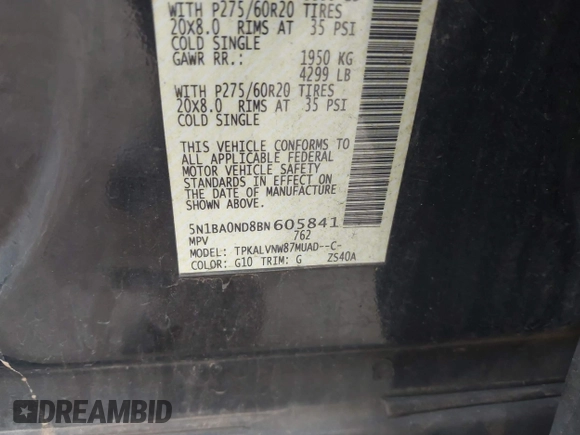 WITH P275/60R20 TIRES
20X8.0 RIMS AT 35 PSI
COLD SINGLE
GAWR RR.: 1950 KG
4299 LB
WITH P275/60R20 TIRES
20X8.0 RIMS AT 35 PSI
COLD SINGLE
THIS VEHICLE CONFORMS TO
ALL APPLICABLE FEDERAL
MOTOR VEHICLE SAFETY
STANDARDS IN EFFECT ON
THE DATE OF MANUFACTURE
SHOWN ABOVE.
5N1BA0ND8BN605841
MPV 762
MODEL: TPKALVNW87MUAD--C-
COLOR: G10 TRIM: G ZS40A
DREAMBID